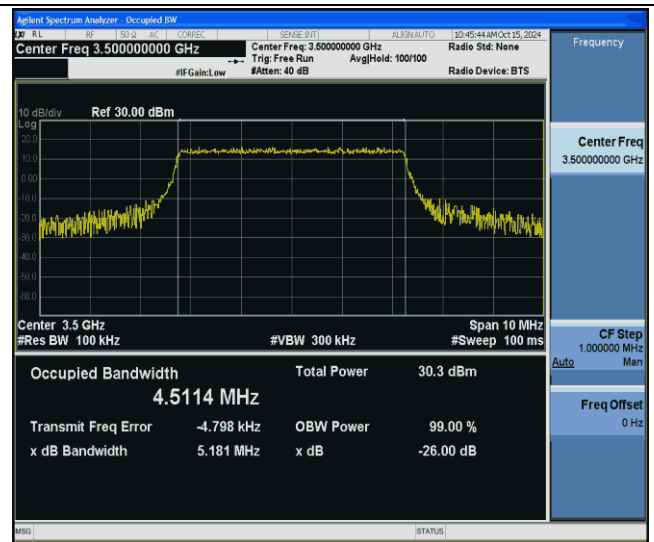 Agilent Spectrum Analyzer - Occupied BW
RL RF 50 Ω AC CORREC SENSE:INT ALIGN AUTO 10:45:44 AM Oct 15, 2024
Center Freq 3.500000000 GHz
Center Freq: 3.500000000 GHz
Radio Std: None
Trig: Free Run Avg|Hold: 100/100
#IFGain:Low #Atten: 40 dB Radio Device: BTS
Frequency
10 dB/div Ref 30.00 dBm
Log
20.0
10.0
0.00
-10.0
-20.0
-30.0
-40.0
-50.0
-60.0
Center 3.5 GHz Span 10 MHz
#Res BW 100 kHz #VBW 300 kHz #Sweep 100 ms
Occupied Bandwidth Total Power 30.3 dBm
4.5114 MHz
Transmit Freq Error -4.798 kHz OBW Power 99.00 %
x dB Bandwidth 5.181 MHz x dB -26.00 dB
Center Freq
3.500000000 GHz
CF Step
1.000000 MHz
Auto Man
Freq Offset
0 Hz
MSG STATUS